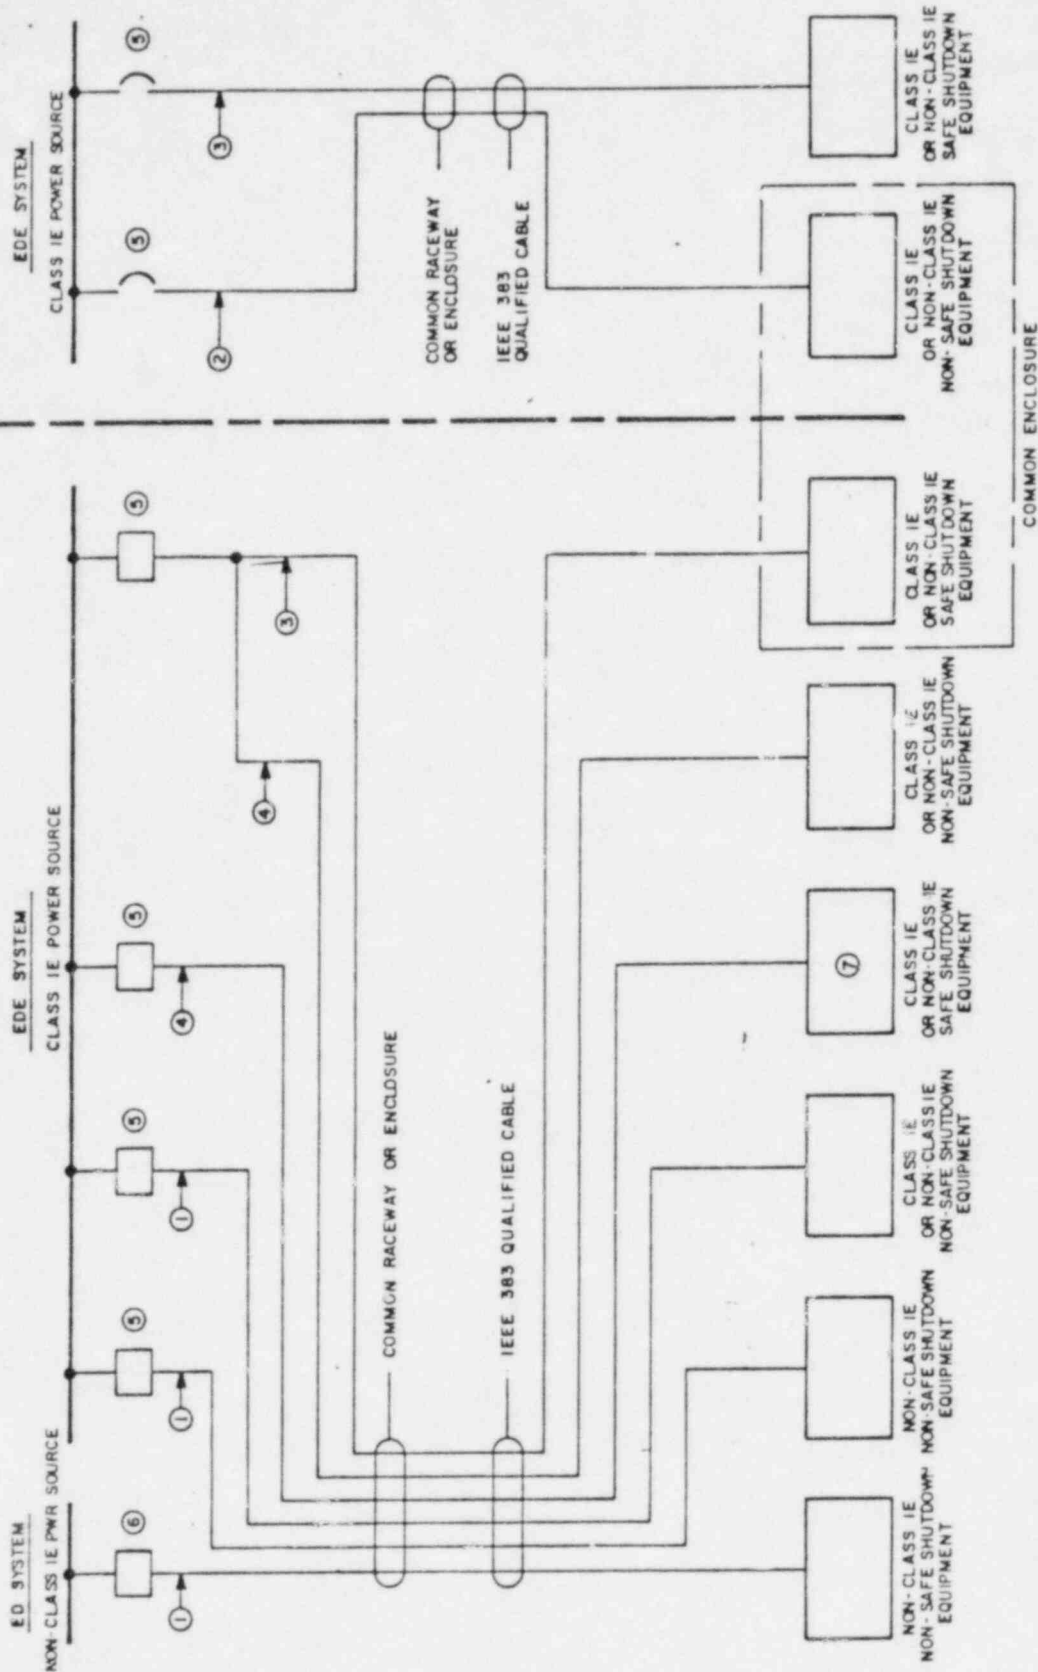 ED SYSTEM
NON-CLASS IE PWR SOURCE
EDE SYSTEM
CLASS IE POWER SOURCE
EDE SYSTEM
CLASS IE POWER SOURCE
6
5
5
5
5
5
5
1
1
1
4
4
3
2
3
COMMON RACEWAY OR ENCLOSURE
IEEE 383 QUALIFIED CABLE
COMMON RACEWAY
OR ENCLOSURE
IEEE 383
QUALIFIED CABLE
7
NON-CLASS IE
NON-SAFE SHUTDOWN
EQUIPMENT
NON-CLASS IE
NON-SAFE SHUTDOWN
EQUIPMENT
CLASS IE
OR NON-CLASS IE
NON-SAFE SHUTDOWN
EQUIPMENT
CLASS IE
OR NON-CLASS IE
SAFE SHUTDOWN
EQUIPMENT
CLASS IE
OR NON-CLASS IE
NON-SAFE SHUTDOWN
EQUIPMENT
CLASS IE
OR NON-CLASS IE
SAFE SHUTDOWN
EQUIPMENT
CLASS IE
OR NON-CLASS IE
NON-SAFE SHUTDOWN
EQUIPMENT
CLASS IE
OR NON-CLASS IE
SAFE SHUTDOWN
EQUIPMENT
COMMON ENCLOSURE